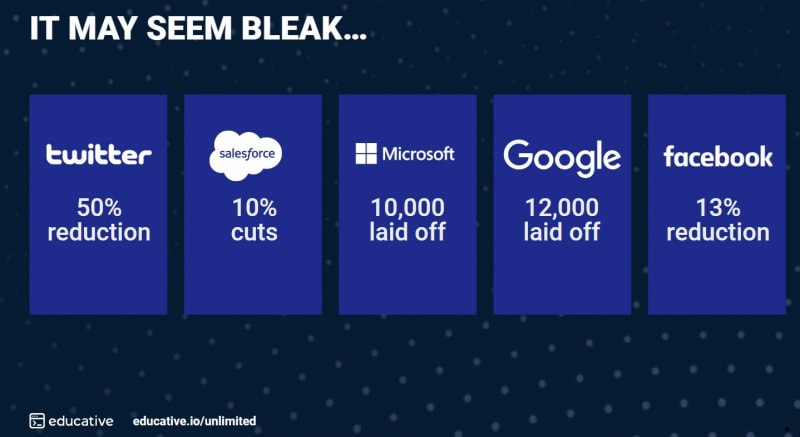 IT MAY SEEM BLEAK...
twitter
50%
reduction
salesforce
10%
cuts
Microsoft
10,000
laid off
Google
12,000
laid off
facebook
13%
reduction
educative
educative.io/unlimited